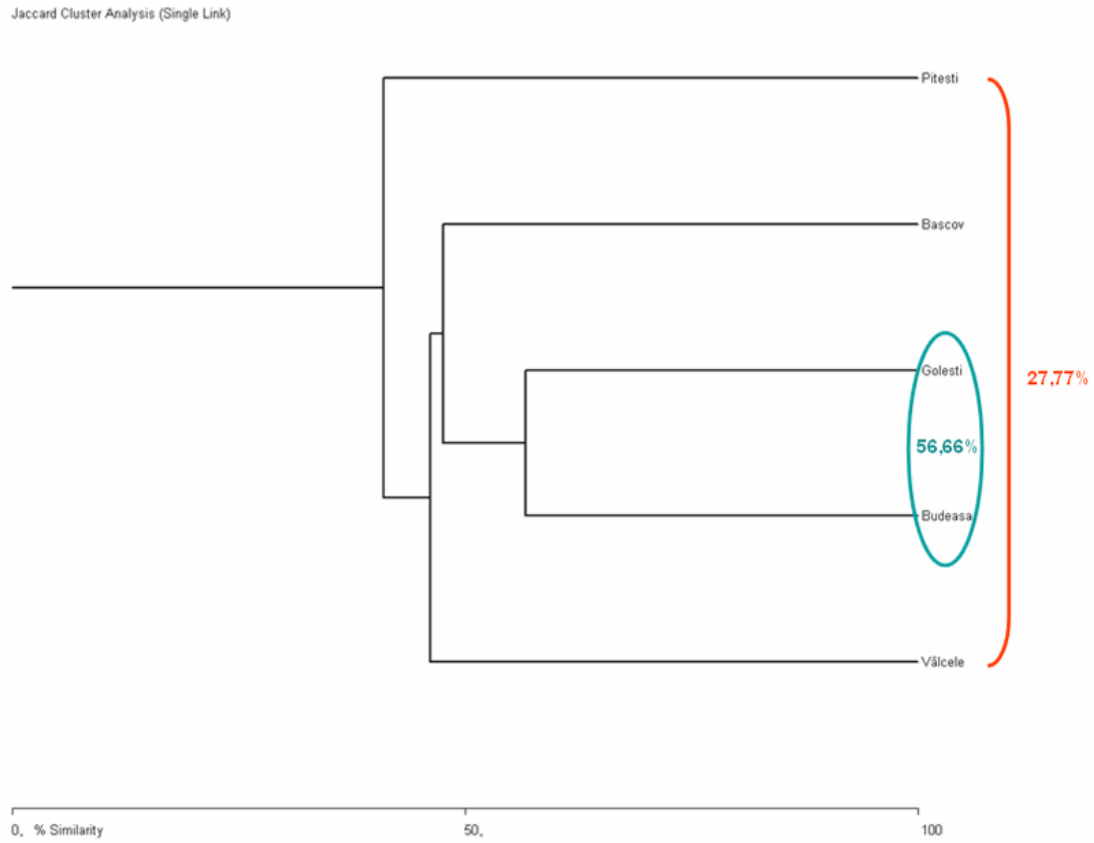 Jaccard Cluster Analysis (Single Link)
Pitesti
Bascov
Golesti
27,77%
56,66%
Budeasa
Vâlcele
0, % Similarity 50, 100